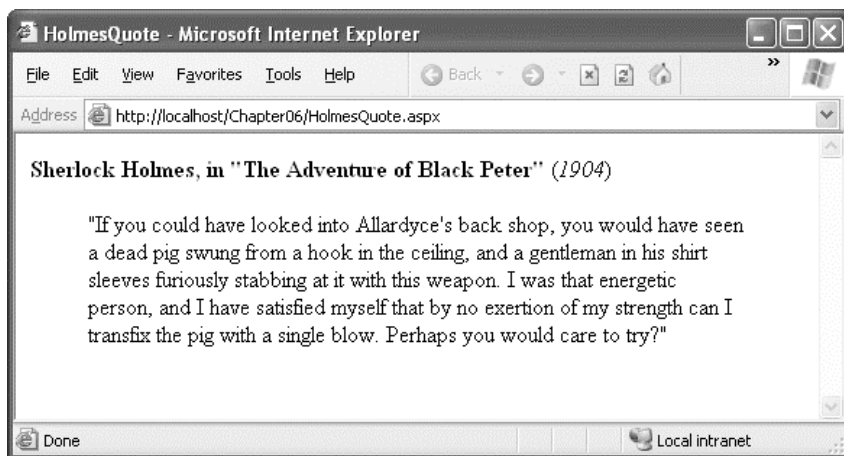 HolmesQuote - Microsoft Internet Explorer
File Edit View Favorites Tools Help Back »
Address http://localhost/Chapter06/HolmesQuote.aspx
Sherlock Holmes, in "The Adventure of Black Peter" (1904)
"If you could have looked into Allardyce's back shop, you would have seen
a dead pig swung from a hook in the ceiling, and a gentleman in his shirt
sleeves furiously stabbing at it with this weapon. I was that energetic
person, and I have satisfied myself that by no exertion of my strength can I
transfix the pig with a single blow. Perhaps you would care to try?"
Done Local intranet